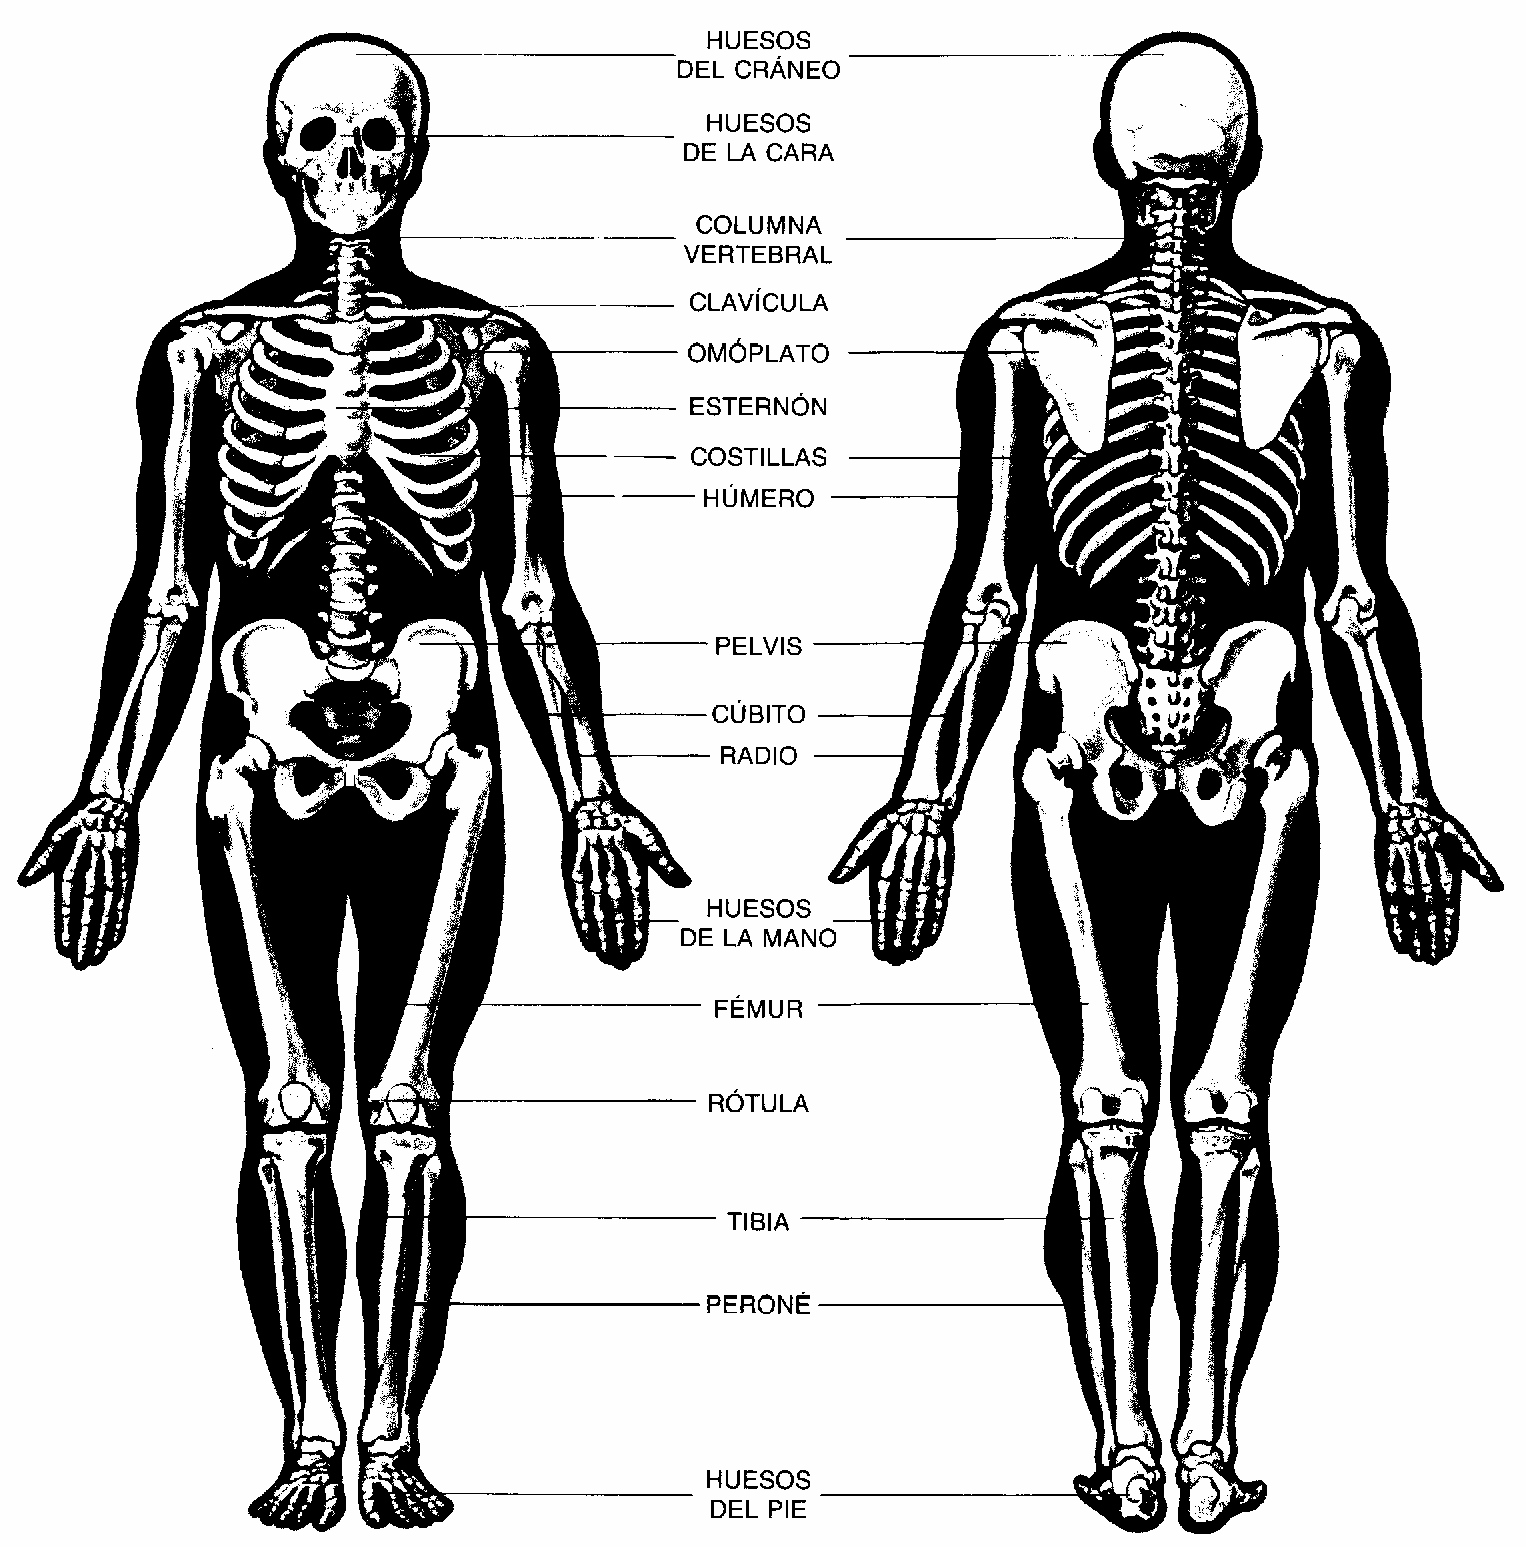 HUESOS
DEL CRÁNEO
HUESOS
DE LA CARA
COLUMNA
VERTEBRAL
CLAVÍCULA
OMÓPLATO
ESTERNÓN
COSTILLAS
HÚMERO
PELVIS
CÚBITO
RADIO
HUESOS
DE LA MANO
FÉMUR
RÓTULA
TIBIA
PERONÉ
HUESOS
DEL PIE